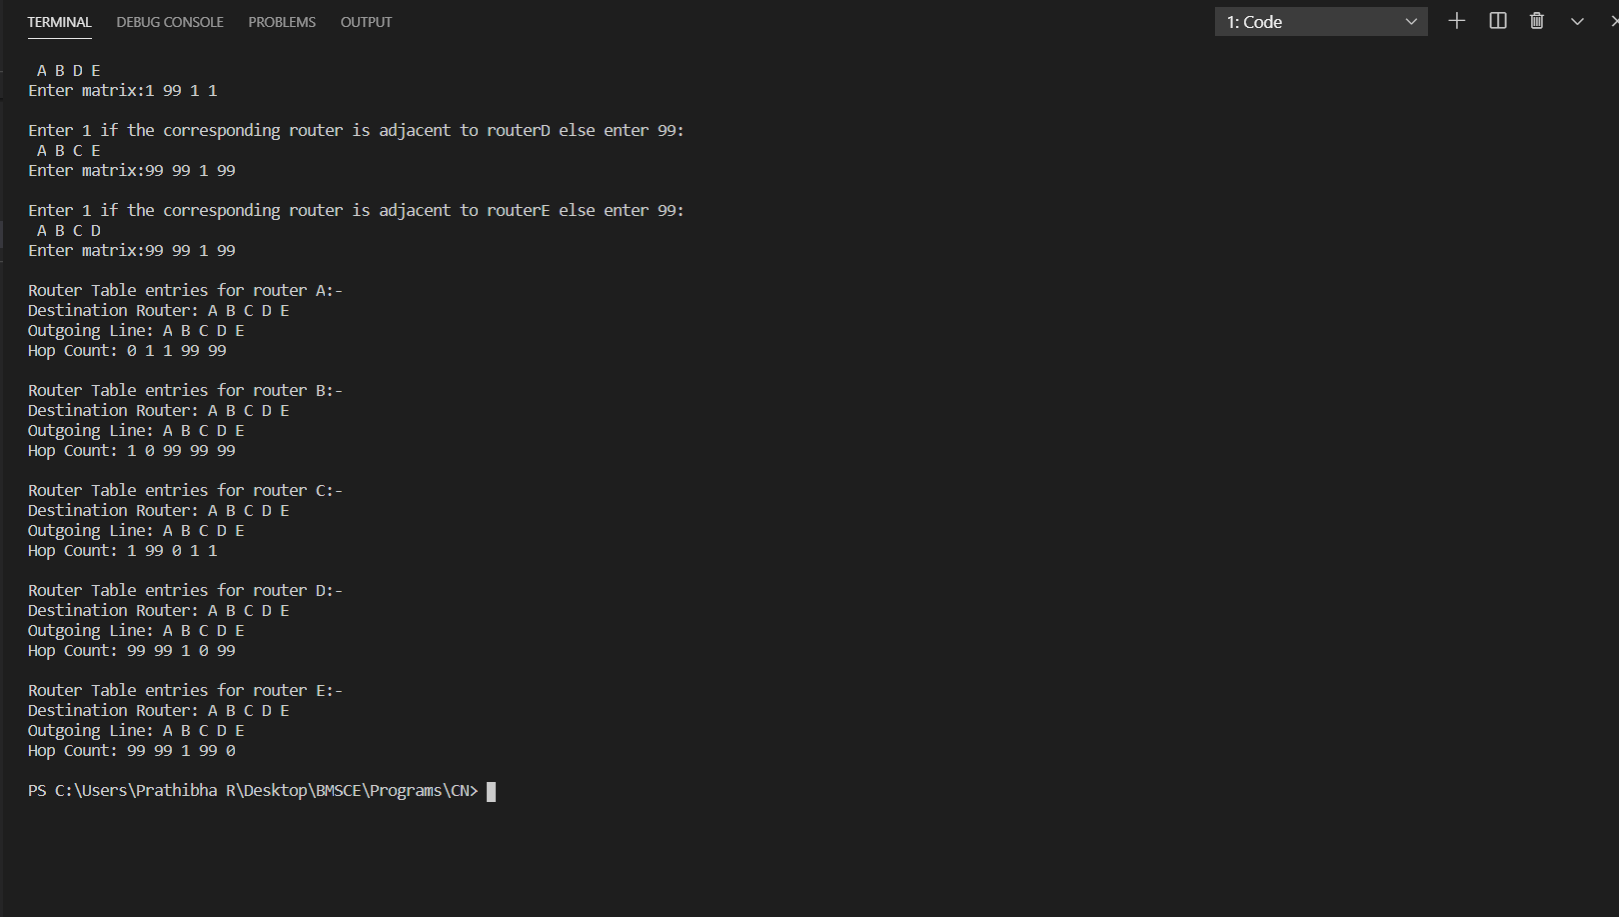 TERMINAL DEBUG CONSOLE PROBLEMS OUTPUT 1: Code
A B D E
Enter matrix:1 99 1 1
Enter 1 if the corresponding router is adjacent to routerD else enter 99:
A B C E
Enter matrix:99 99 1 99
Enter 1 if the corresponding router is adjacent to routerE else enter 99:
A B C D
Enter matrix:99 99 1 99
Router Table entries for router A:-
Destination Router: A B C D E
Outgoing Line: A B C D E
Hop Count: 0 1 1 99 99
Router Table entries for router B:-
Destination Router: A B C D E
Outgoing Line: A B C D E
Hop Count: 1 0 99 99 99
Router Table entries for router C:-
Destination Router: A B C D E
Outgoing Line: A B C D E
Hop Count: 1 99 0 1 1
Router Table entries for router D:-
Destination Router: A B C D E
Outgoing Line: A B C D E
Hop Count: 99 99 1 0 99
Router Table entries for router E:-
Destination Router: A B C D E
Outgoing Line: A B C D E
Hop Count: 99 99 1 99 0
PS C:\Users\Prathibha R\Desktop\BMSCE\Programs\CN>